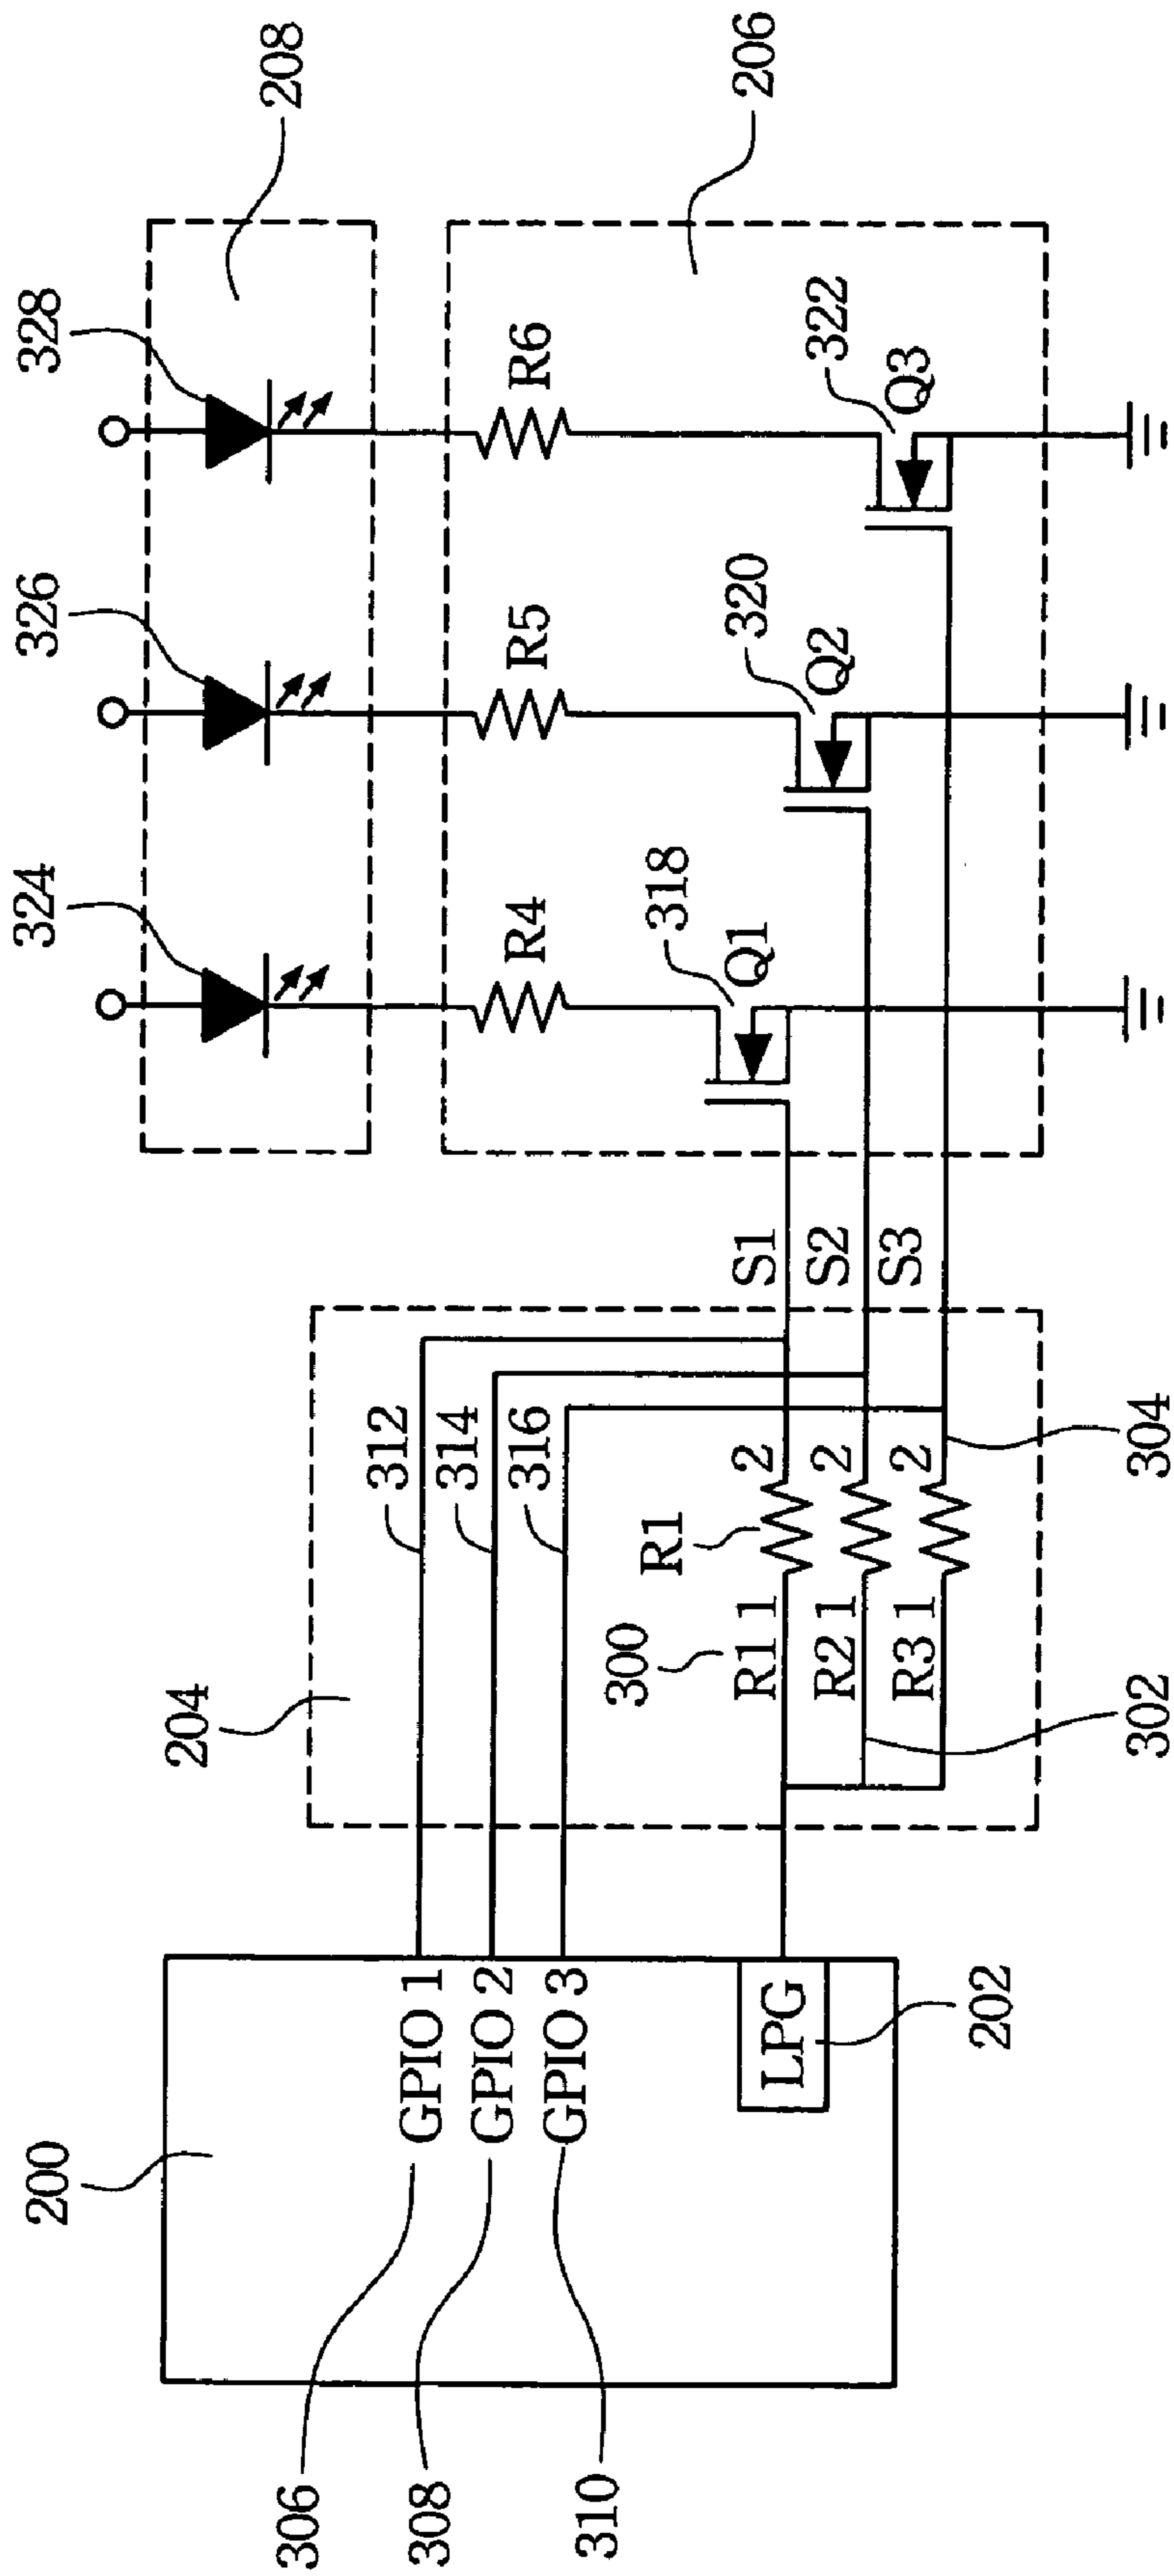 200
306
308
310
GPIO 1
GPIO 2
GPIO 3
LPG
202
204
312
314
316
300
R1
R1 1
2
R2 1
2
R3 1
2
302
304
S1
S2
S3
324
326
328
208
R4
R5
R6
318
Q1
320
Q2
322
Q3
206